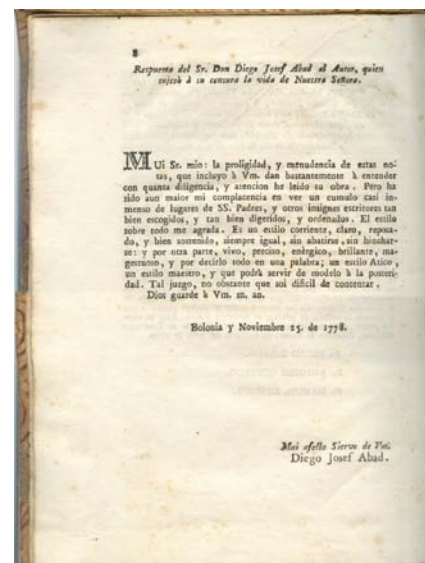 8
Respuesta del Sr. Don Diego Josef Abad al Autor, quien
sujetò à su censura la vida de Nuestra Señora.
MUi Sr. mio: la proligidad, y menudencia de estas no-
tas, que incluyo à Vm. dan bastantemente à entender
con quanta diligencia, y atencion he leido su obra. Pero ha
sido aun maior mi complacencia en ver un cumulo casi in-
menso de lugares de SS. Padres, y otros insignes escritores tan
bien escogidos, y tan bien digeridos, y ordenados. El estilo
sobre todo me agrada. Es un estilo corriente, claro, reposa-
do, y bien sostenido, siempre igual, sin abatirse, sin hinchar-
se: y por otra parte, vivo, preciso, enèrgico, brillante, ma-
gestuoso, y por decirlo todo en una palabra; un estilo Atico,
un estilo maestro, y que podrà servir de modelo à la posteri-
dad. Tal juzgo, no obstante que soi dificil de contentar.
Dios guarde à Vm. m. an.
Bolonia y Noviembre 25. de 1778.
Mui afecto Siervo de Vm.
Diego Josef Abad.